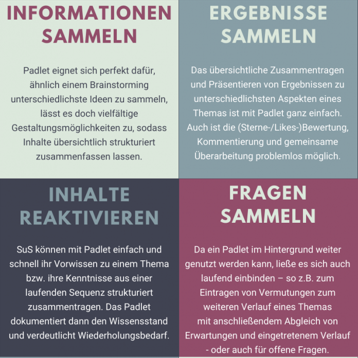 INFORMATIONEN
SAMMELN
Padlet eignet sich perfekt dafür,
ähnlich einem Brainstorming
unterschiedlichste Ideen zu sammeln,
lässt es doch vielfältige
Gestaltungsmöglichkeiten zu, sodass
Inhalte übersichtlich strukturiert
zusammenfassen lassen.
ERGEBNISSE
SAMMELN
Das übersichtliche Zusammentragen
und Präsentieren von Ergebnissen zu
unterschiedlichsten Aspekten eines
Themas ist mit Padlet ganz einfach.
Auch ist die (Sterne-/Likes-)Bewertung,
Kommentierung und gemeinsame
Überarbeitung problemlos möglich.
INHALTE
REAKTIVIEREN
SuS können mit Padlet einfach und
schnell ihr Vorwissen zu einem Thema
bzw. ihre Kenntnisse aus einer
laufenden Sequenz strukturiert
zusammentragen. Das Padlet
dokumentiert dann den Wissensstand
und verdeutlicht Wiederholungsbedarf.
FRAGEN
SAMMELN
Da ein Padlet im Hintergrund weiter
genutzt werden kann, ließe es sich auch
laufend einbinden – so z.B. zum
Eintragen von Vermutungen zum
weiteren Verlauf eines Themas
mit anschließendem Abgleich von
Erwartungen und eingetretenem Verlauf
- oder auch für offene Fragen.